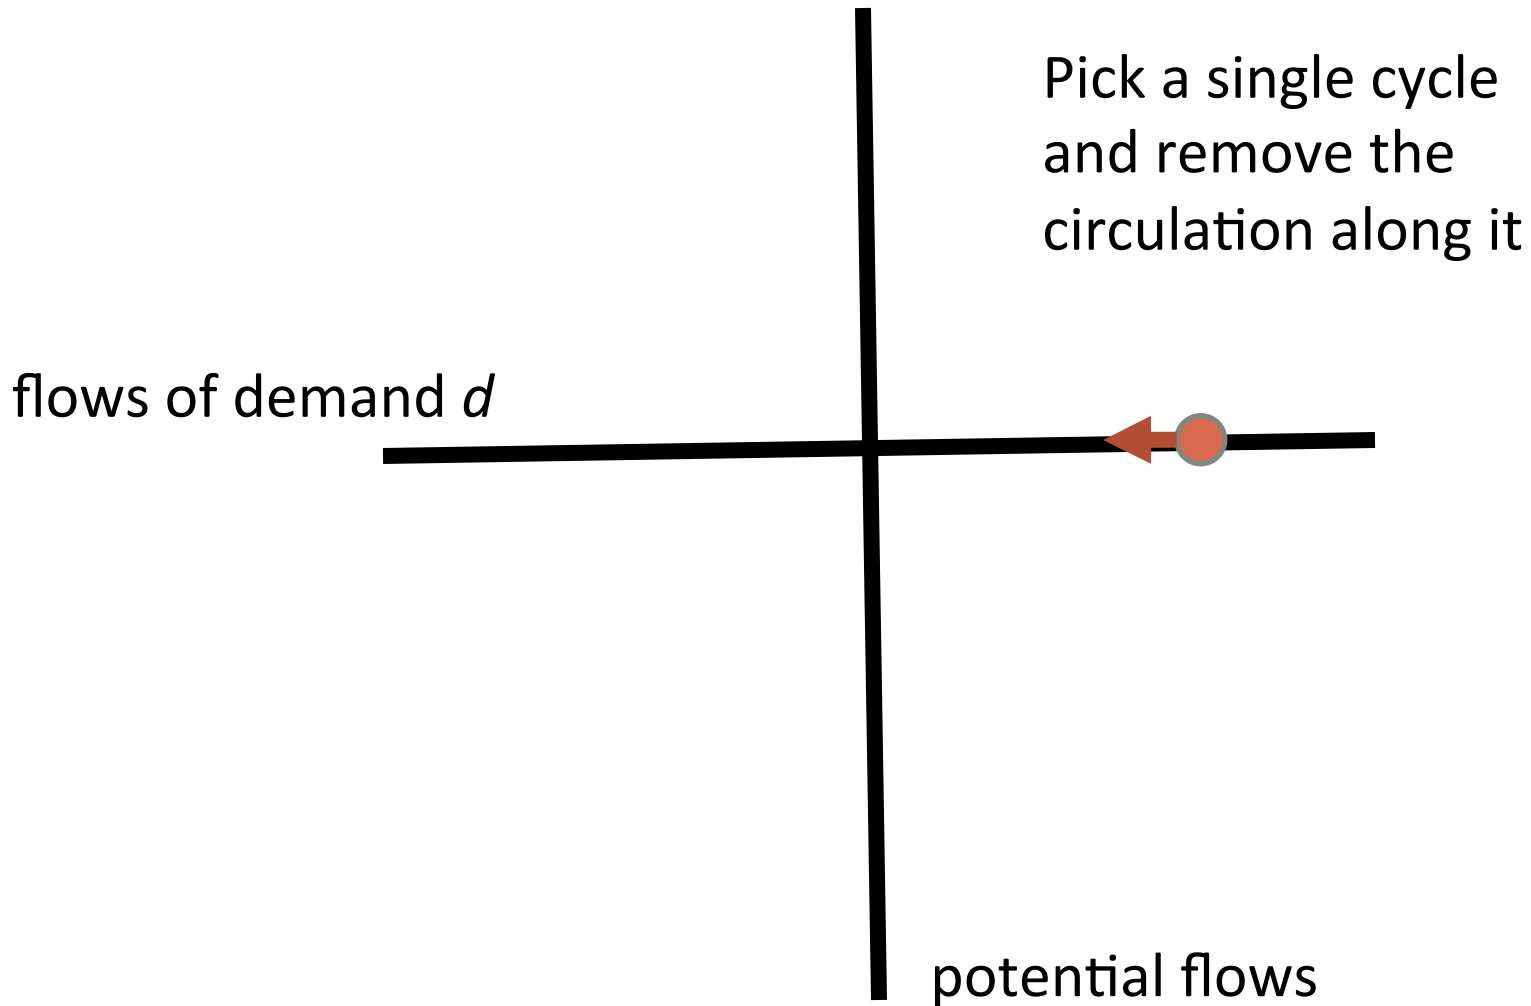 Pick a single cycle
and remove the
circulation along it
flows of demand d
potential flows